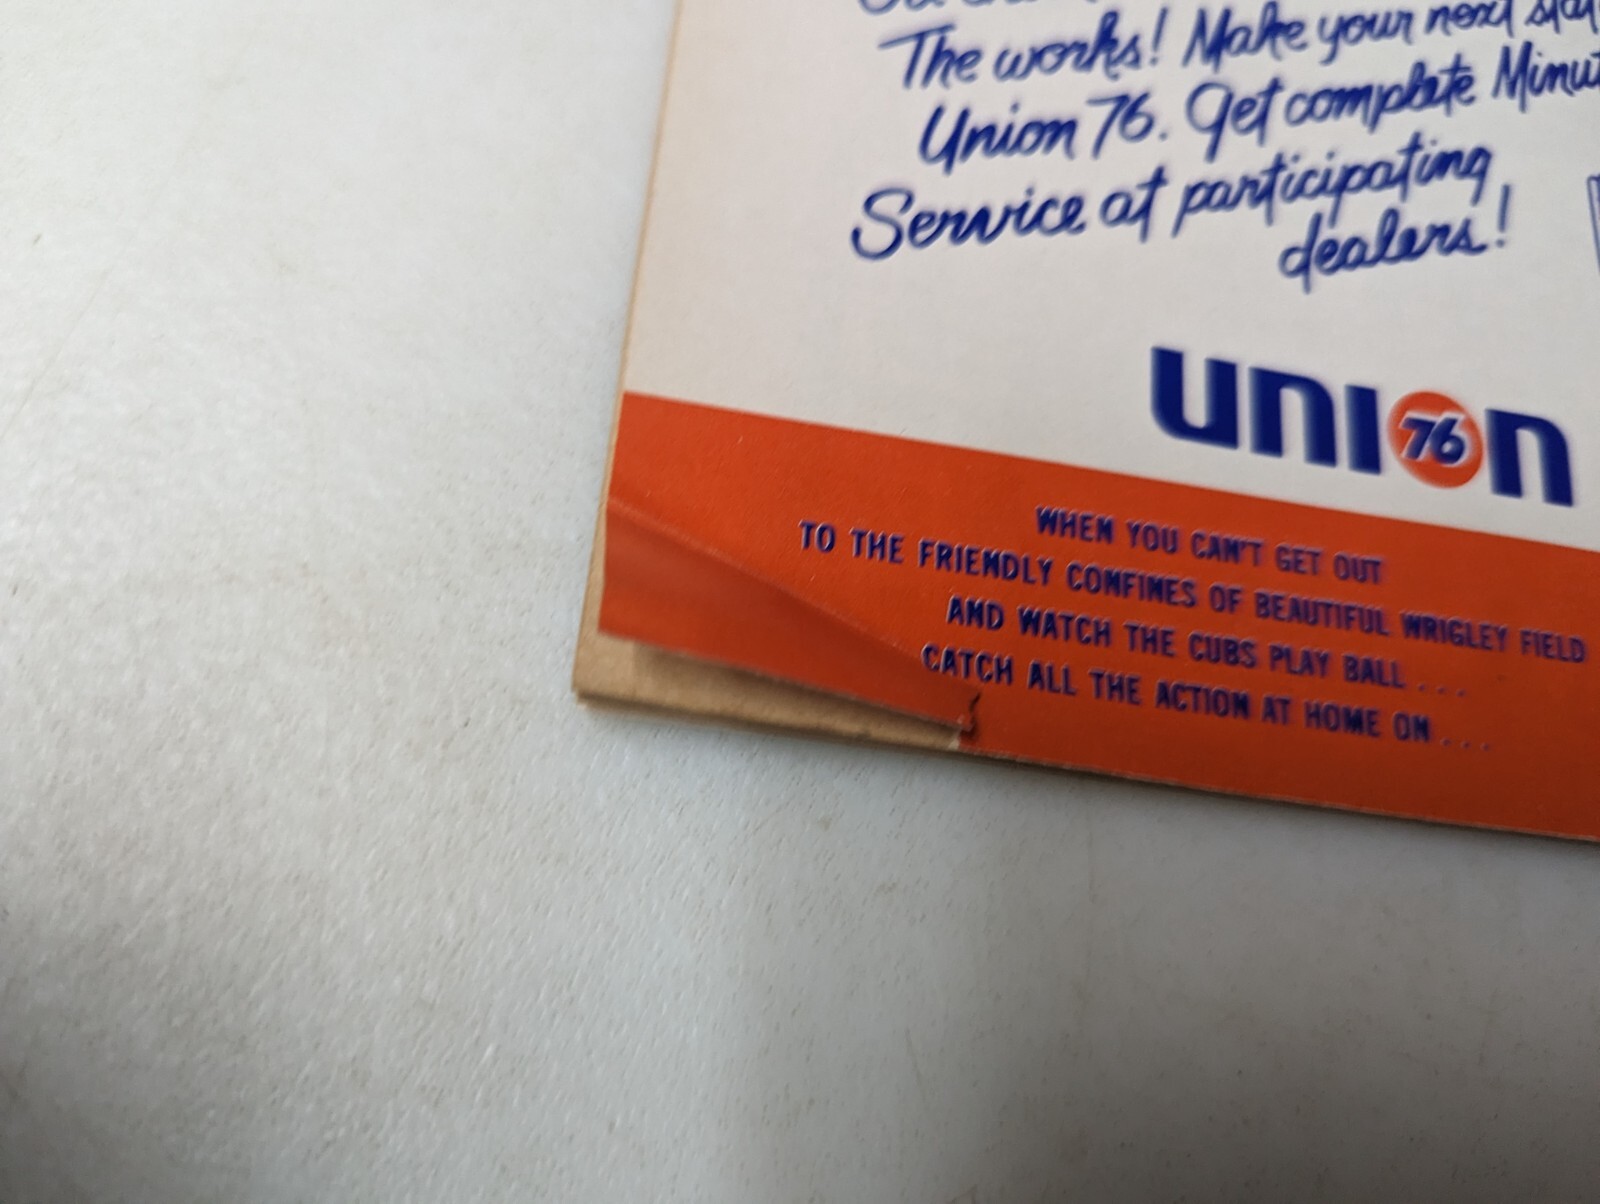 The works! Make your next
Union 76. Get complete
Service at participating
dealers!
UNION
76
WHEN YOU CAN'T GET OUT
TO THE FRIENDLY CONFINES OF BEAUTIFUL WRIGLEY FIELD
AND WATCH THE CUBS PLAY BALL . . .
CATCH ALL THE ACTION AT HOME ON . . .